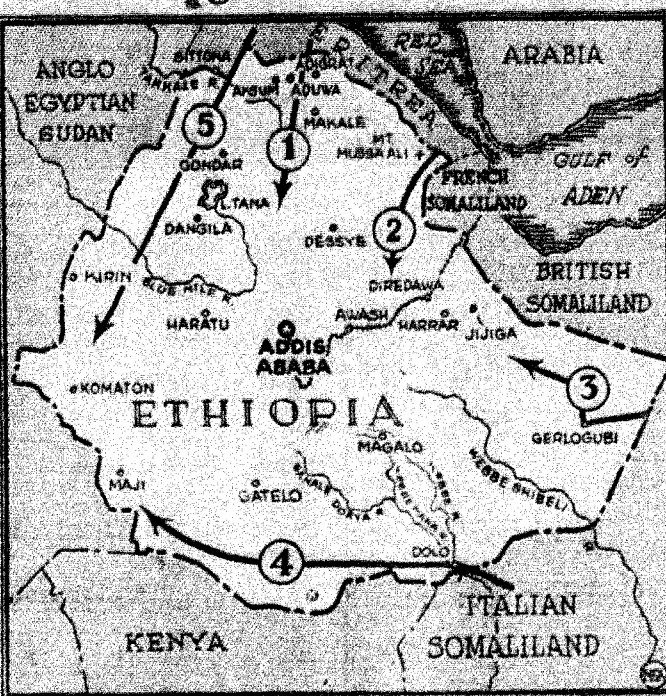 ERITREA
RED
SEA
ARABIA
ANGLO
EGYPTIAN
SUDAN
SITTONA
TAKKALE R.
ADIGRAT
AKSUM
ADUWA
MAKALE
5
1
GONDAR
MT.
MUSSA ALI
FRENCH
SOMALILAND
GULF of
ADEN
L. TANA
DANGILA
DESSYE
2
BRITISH
SOMALILAND
BLUE NILE R.
DIREDAWA
HARATU
AWASH
HARRAR
JIJIGA
ADDIS
ABABA
3
KOMATON
ETHIOPIA
GERLOGUBI
MAGALO
WEBBE SHIBELI
MAJI
GATELO
DOLO
4
ITALIAN
SOMALILAND
KENYA